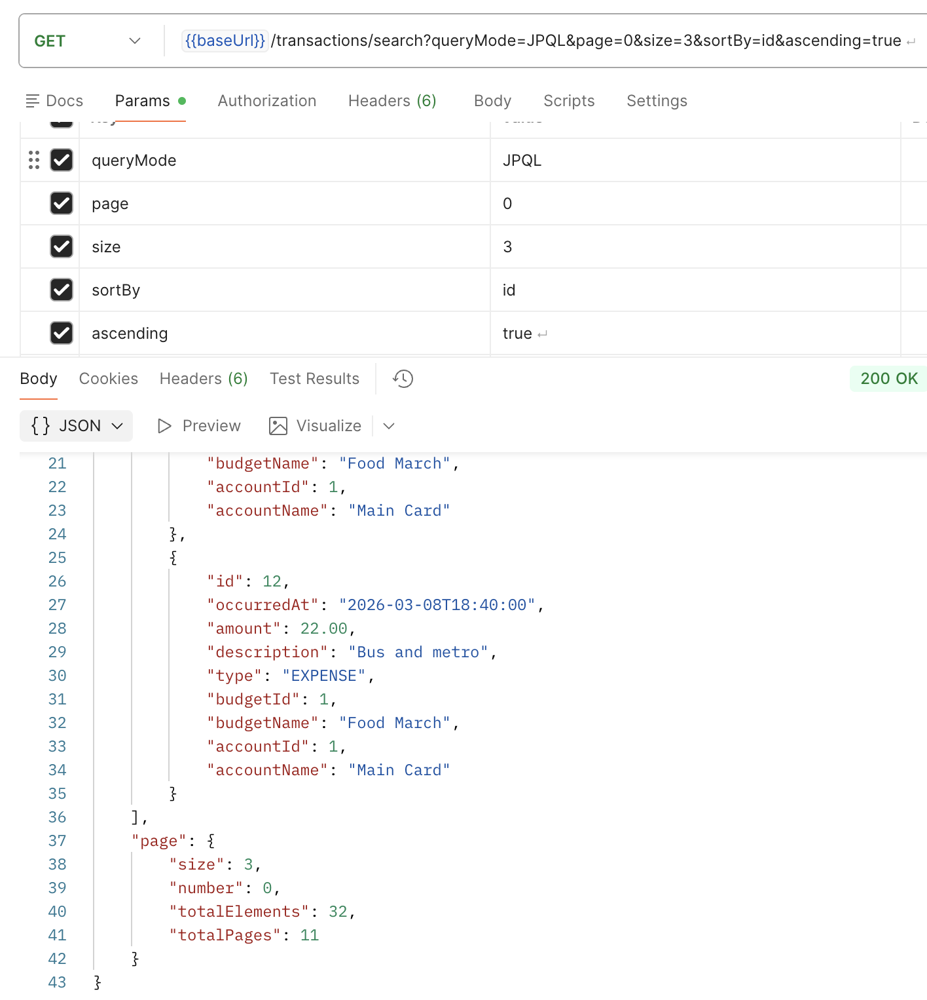 GET {{baseUrl}}/transactions/search?queryMode=JPQL&page=0&size=3&sortBy=id&ascending=true ↵
Docs Params Authorization Headers (6) Body Scripts Settings
queryMode JPQL
page 0
size 3
sortBy id
ascending true ↵
Body Cookies Headers (6) Test Results 200 OK
{} JSON Preview Visualize
21 "budgetName": "Food March",
22 "accountId": 1,
23 "accountName": "Main Card"
24 },
25 {
26 "id": 12,
27 "occurredAt": "2026-03-08T18:40:00",
28 "amount": 22.00,
29 "description": "Bus and metro",
30 "type": "EXPENSE",
31 "budgetId": 1,
32 "budgetName": "Food March",
33 "accountId": 1,
34 "accountName": "Main Card"
35 }
36 ],
37 "page": {
38 "size": 3,
39 "number": 0,
40 "totalElements": 32,
41 "totalPages": 11
42 }
43 }